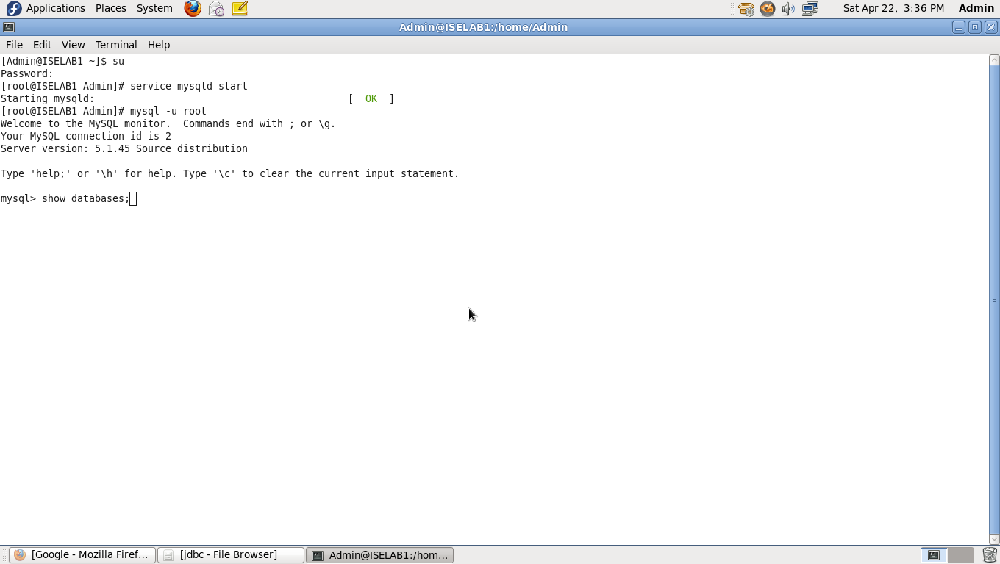 Applications Places System Sat Apr 22, 3:36 PM Admin
Admin@ISELAB1:/home/Admin
File Edit View Terminal Help
[Admin@ISELAB1 ~]$ su
Password:
[root@ISELAB1 Admin]# service mysqld start
Starting mysqld: [ OK ]
[root@ISELAB1 Admin]# mysql -u root
Welcome to the MySQL monitor.  Commands end with ; or \g.
Your MySQL connection id is 2
Server version: 5.1.45 Source distribution
Type 'help;' or '\h' for help. Type '\c' to clear the current input statement.
mysql> show databases;
[Google - Mozilla Firef... [jdbc - File Browser] Admin@ISELAB1:/hom...